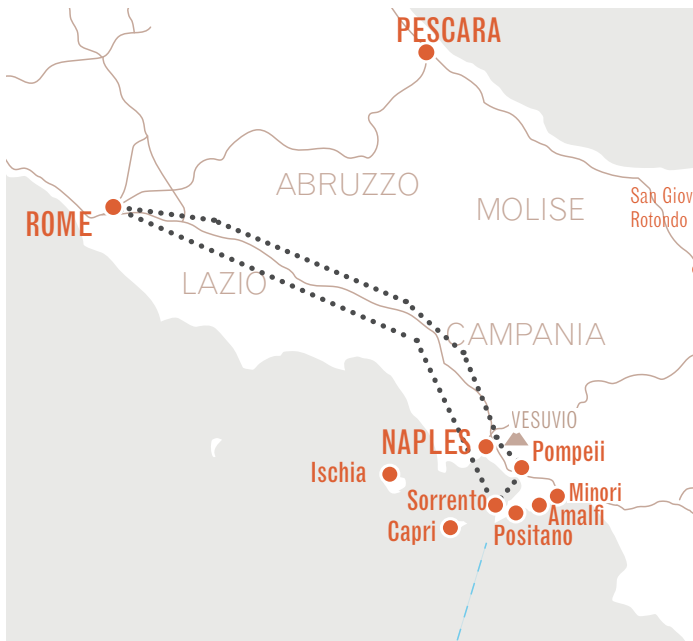 PESCARA
ABRUZZO
MOLISE
San Giov
Rotondo
ROME
LAZIO
CAMPANIA
VESUVIO
NAPLES
Pompeii
Ischia
Minori
Sorrento
Amalfi
Capri
Positano